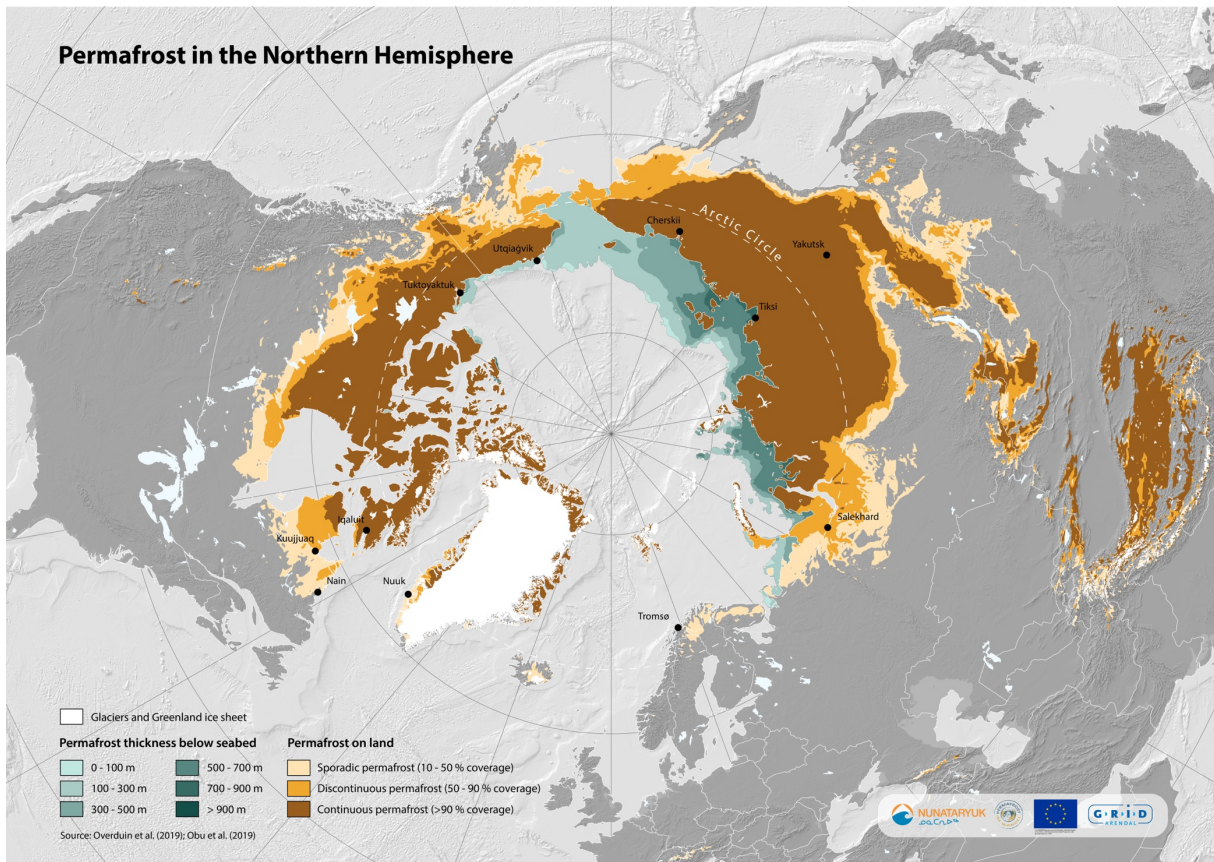 Permafrost in the Northern Hemisphere
Arctic Circle
Cherskii
Yakutsk
Utqiaġvik
Tuktoyaktuk
Tiksi
Iqaluit
Kuujjuaq
Nain
Nuuk
Salekhard
Tromsø
Glaciers and Greenland ice sheet
Permafrost thickness below seabed
0 - 100 m
100 - 300 m
300 - 500 m
500 - 700 m
700 - 900 m
> 900 m
Permafrost on land
Sporadic permafrost (10 - 50 % coverage)
Discontinuous permafrost (50 - 90 % coverage)
Continuous permafrost (>90 % coverage)
Source: Overduin et al. (2019); Obu et al. (2019)
NUNATARYUK
GRID
ARENDAL